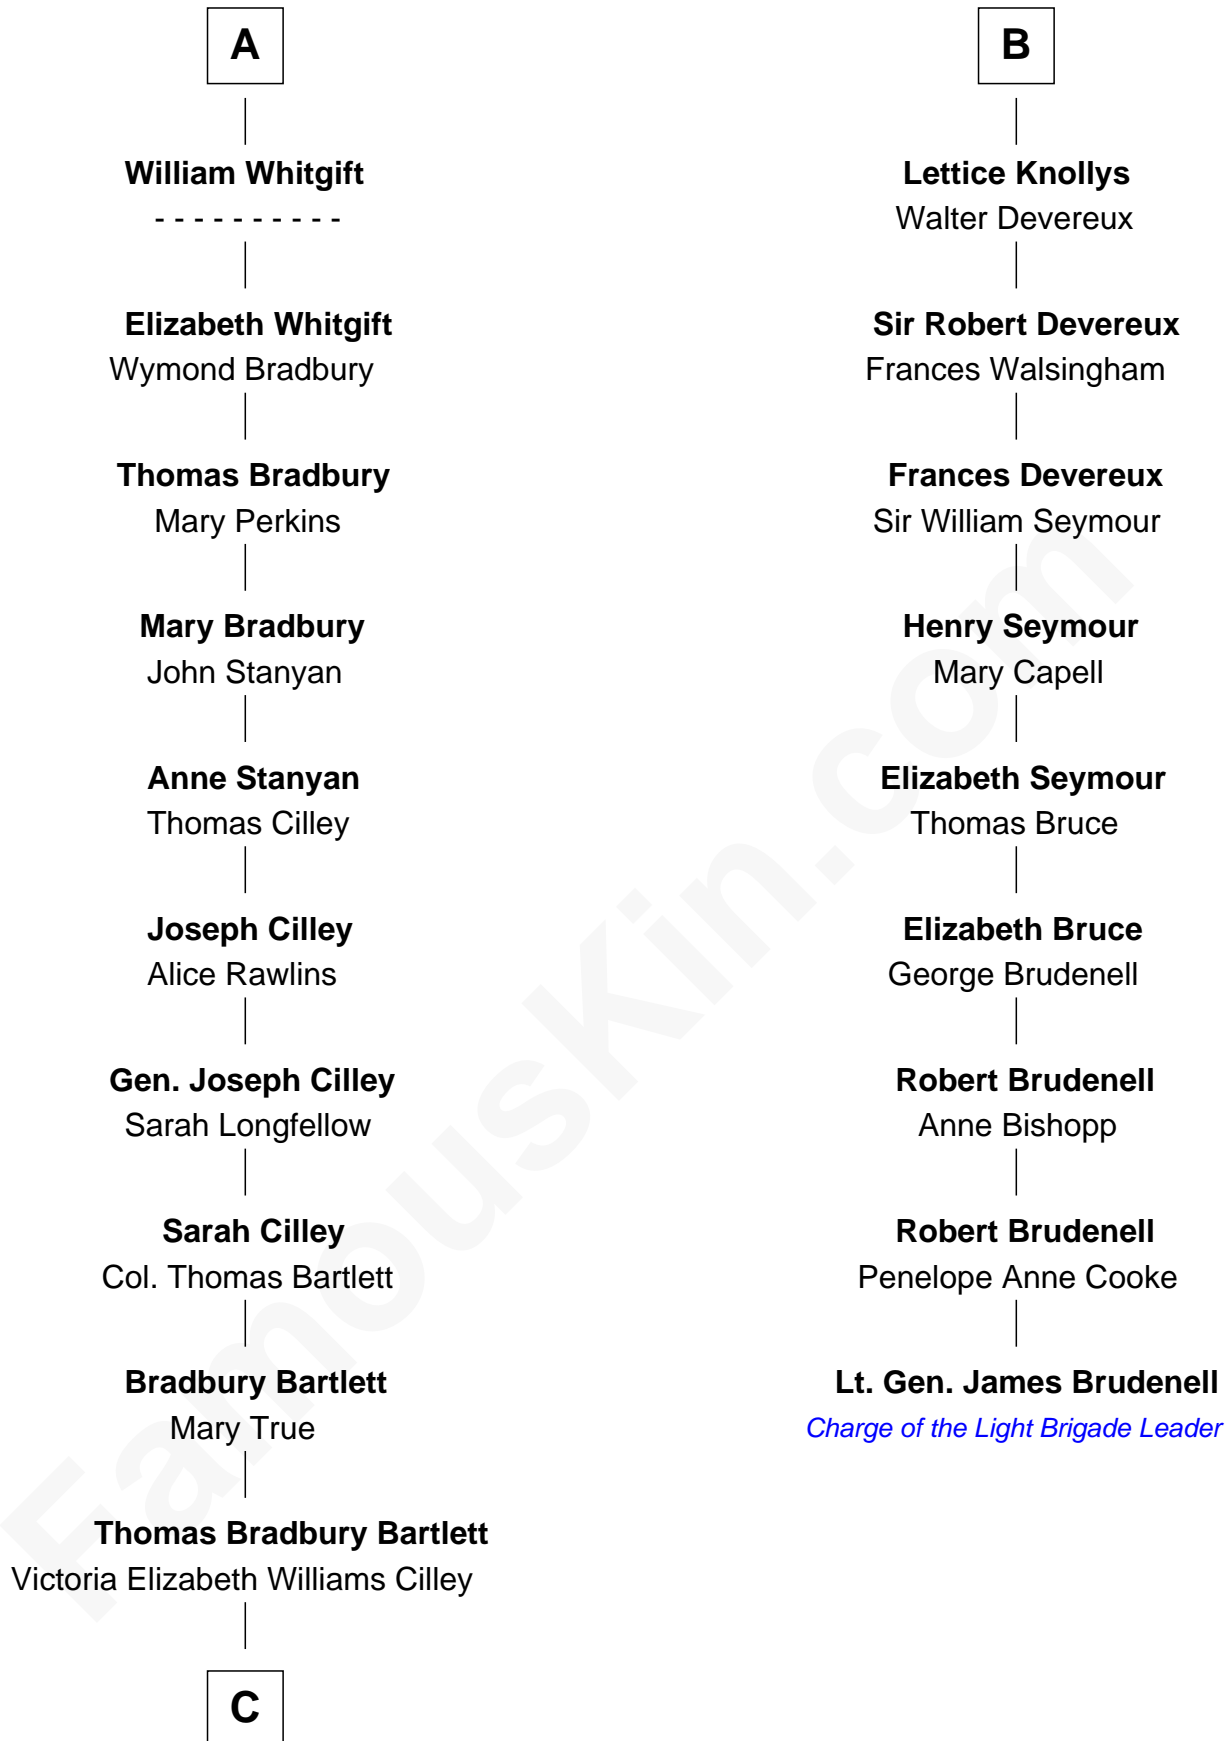 A
William Whitgift
- - - - - - - - - -
Elizabeth Whitgift
Wymond Bradbury
Thomas Bradbury
Mary Perkins
Mary Bradbury
John Stanyan
Anne Stanyan
Thomas Cilley
Joseph Cilley
Alice Rawlins
Gen. Joseph Cilley
Sarah Longfellow
Sarah Cilley
Col. Thomas Bartlett
Bradbury Bartlett
Mary True
Thomas Bradbury Bartlett
Victoria Elizabeth Williams Cilley
C
B
Lettice Knollys
Walter Devereux
Sir Robert Devereux
Frances Walsingham
Frances Devereux
Sir William Seymour
Henry Seymour
Mary Capell
Elizabeth Seymour
Thomas Bruce
Elizabeth Bruce
George Brudenell
Robert Brudenell
Anne Bishopp
Robert Brudenell
Penelope Anne Cooke
Lt. Gen. James Brudenell
Charge of the Light Brigade Leader
FamousKin.com